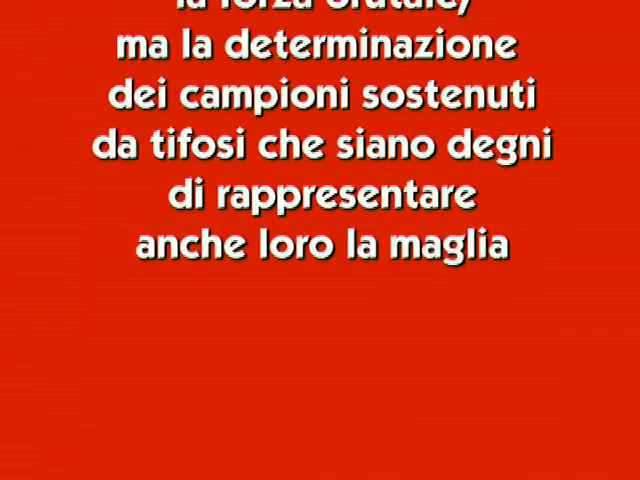 la forza brutale,
ma la determinazione
dei campioni sostenuti
da tifosi che siano degni
di rappresentare
anche loro la maglia